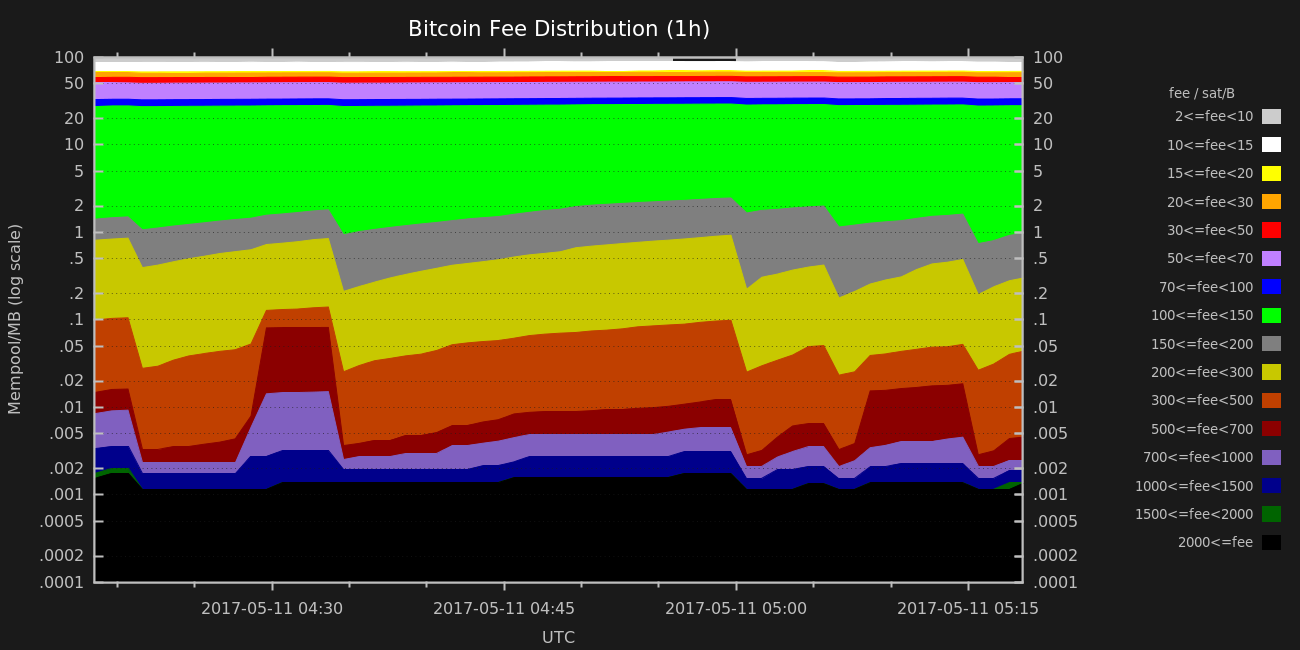 Bitcoin Fee Distribution (1h)
100
50
20
10
5
2
1
.5
.2
.1
.05
.02
.01
.005
.002
.001
.0005
.0002
.0001
Mempool/MB (log scale)
100
50
20
10
5
2
1
.5
.2
.1
.05
.02
.01
.005
.002
.001
.0005
.0002
.0001
2017-05-11 04:30
2017-05-11 04:45
2017-05-11 05:00
2017-05-11 05:15
UTC
fee / sat/B
2<=fee<10
10<=fee<15
15<=fee<20
20<=fee<30
30<=fee<50
50<=fee<70
70<=fee<100
100<=fee<150
150<=fee<200
200<=fee<300
300<=fee<500
500<=fee<700
700<=fee<1000
1000<=fee<1500
1500<=fee<2000
2000<=fee